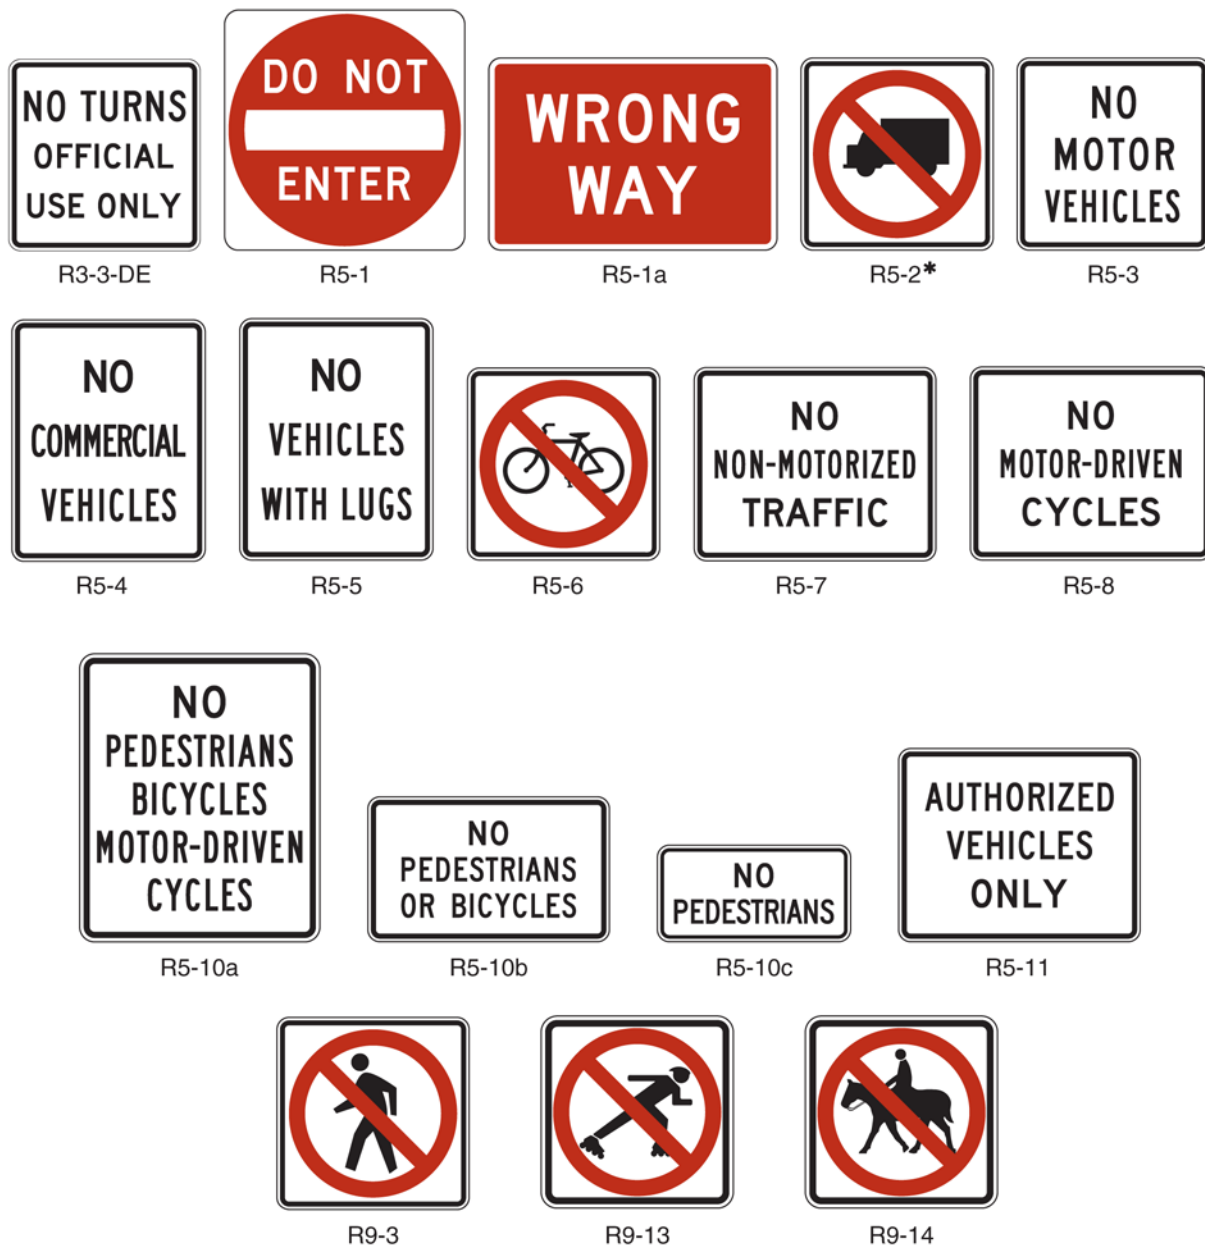 NO TURNS
OFFICIAL
USE ONLY
R3-3-DE
DO NOT
ENTER
R5-1
WRONG
WAY
R5-1a
R5-2*
NO
MOTOR
VEHICLES
R5-3
NO
COMMERCIAL
VEHICLES
R5-4
NO
VEHICLES
WITH LUGS
R5-5
R5-6
NO
NON-MOTORIZED
TRAFFIC
R5-7
NO
MOTOR-DRIVEN
CYCLES
R5-8
NO
PEDESTRIANS
BICYCLES
MOTOR-DRIVEN
CYCLES
R5-10a
NO
PEDESTRIANS
OR BICYCLES
R5-10b
NO
PEDESTRIANS
R5-10c
AUTHORIZED
VEHICLES
ONLY
R5-11
R9-3
R9-13
R9-14